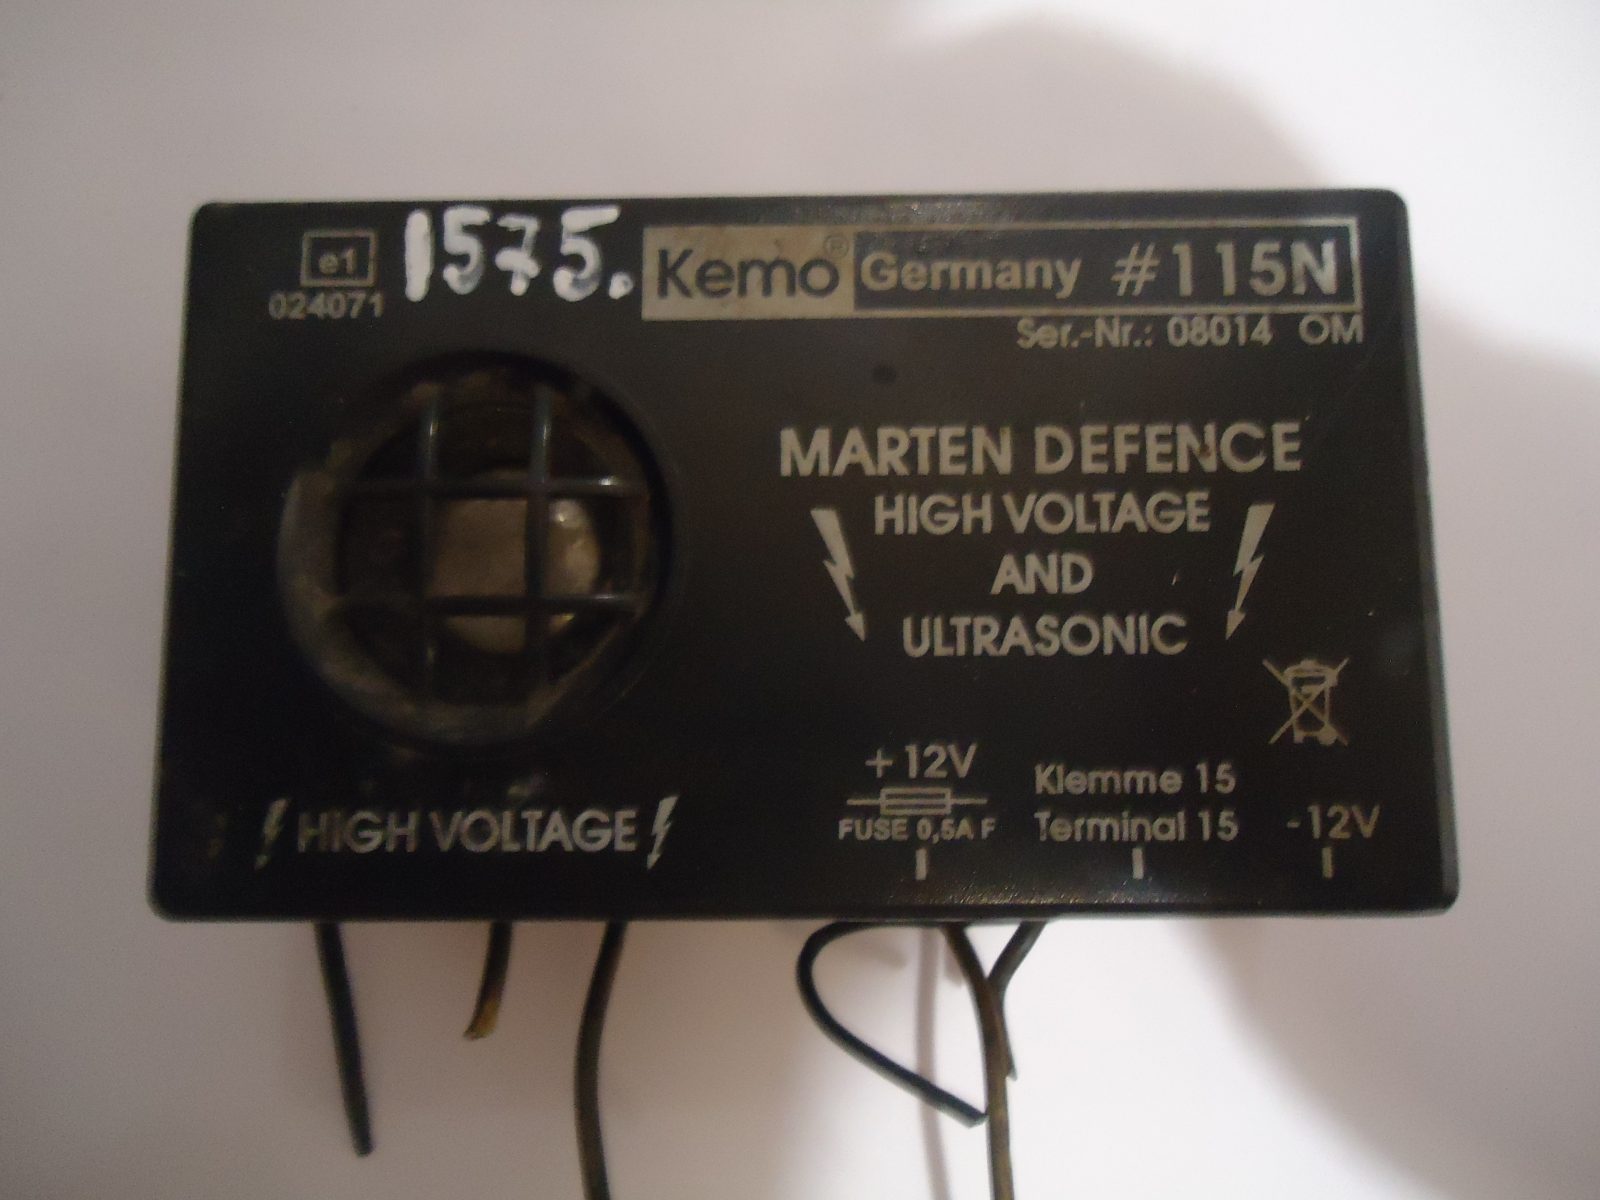 e1
024071
1575.
Kemo® Germany #115N
Ser.-Nr.: 08014 OM
MARTEN DEFENCE
HIGH VOLTAGE
AND
ULTRASONIC
+12V
FUSE 0,5A F
Klemme 15
Terminal 15
-12V
HIGH VOLTAGE